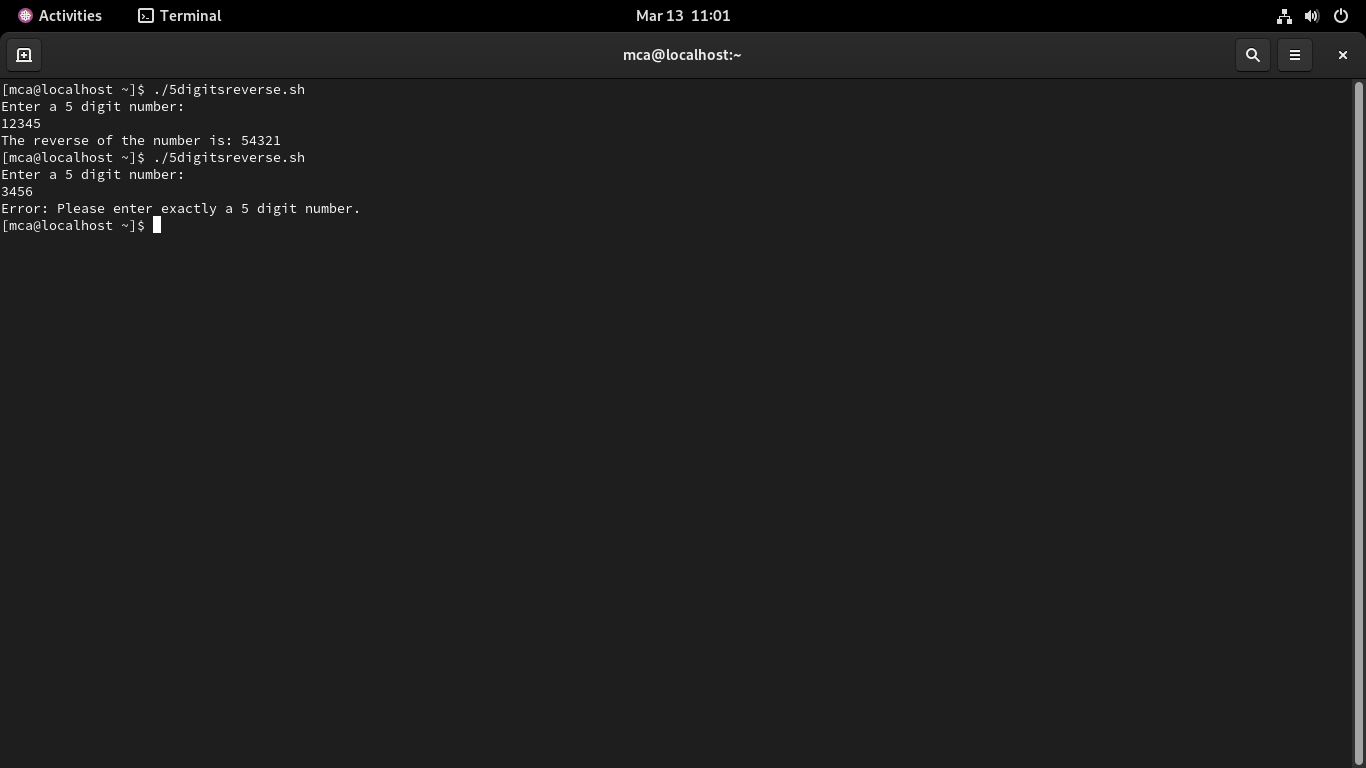 Activities
Terminal
Mar 13 11:01
mca@localhost:~
[mca@localhost ~]$ ./5digitsreverse.sh
Enter a 5 digit number:
12345
The reverse of the number is: 54321
[mca@localhost ~]$ ./5digitsreverse.sh
Enter a 5 digit number:
3456
Error: Please enter exactly a 5 digit number.
[mca@localhost ~]$